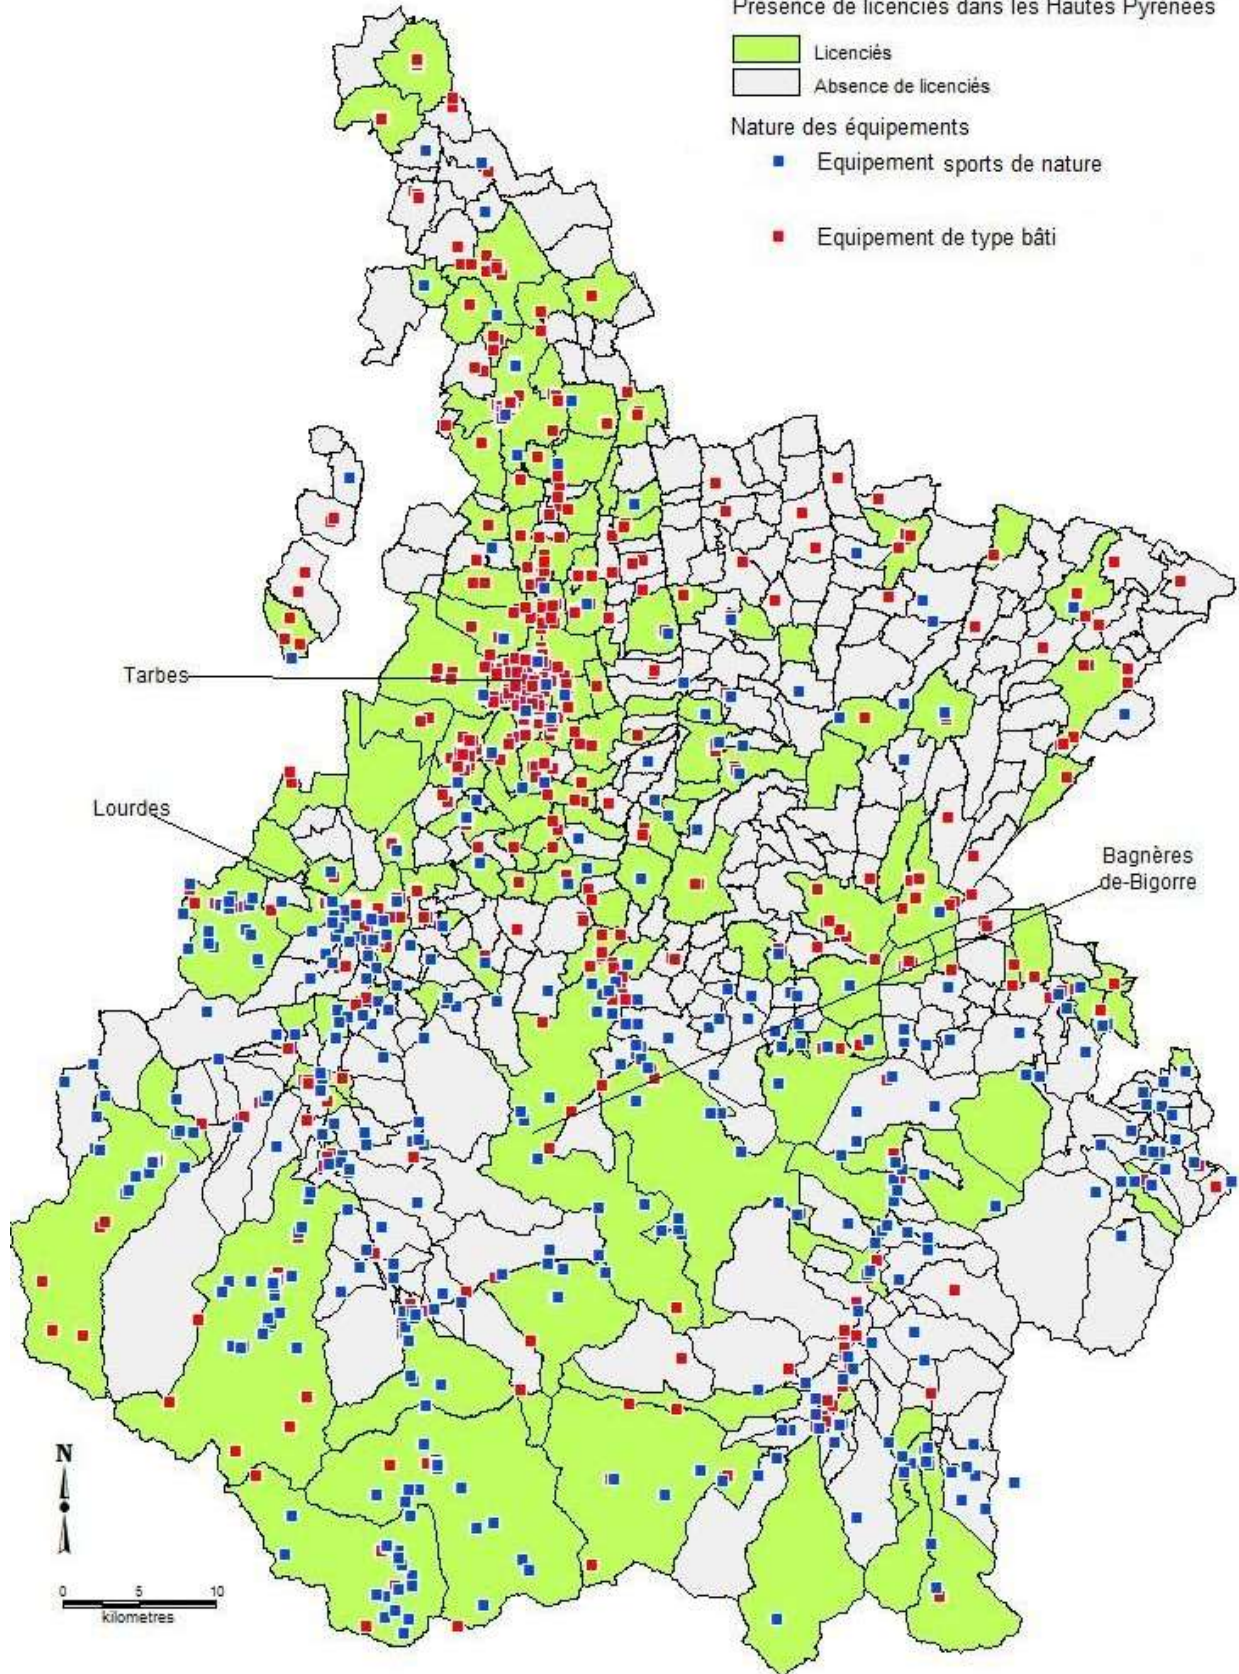 Présence de licenciés dans les Hautes Pyrénées
Licenciés
Absence de licenciés
Nature des équipements
Equipement sports de nature
Equipement de type bâti
Tarbes
Lourdes
Bagnères
de-Bigorre
N
0 5 10
kilometres